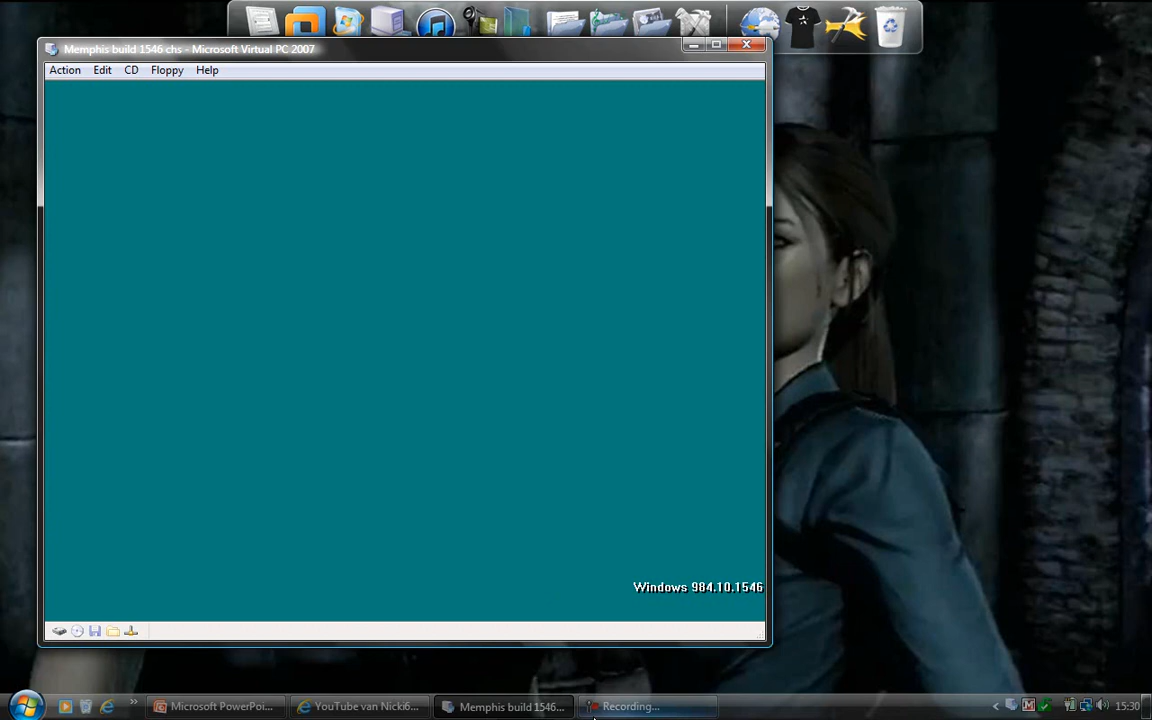 Memphis build 1546 chs - Microsoft Virtual PC 2007
Action Edit CD Floppy Help
Windows 984.10.1546
Microsoft PowerPoi... YouTube van Nicki6... Memphis build 1546... Recording... 15:30